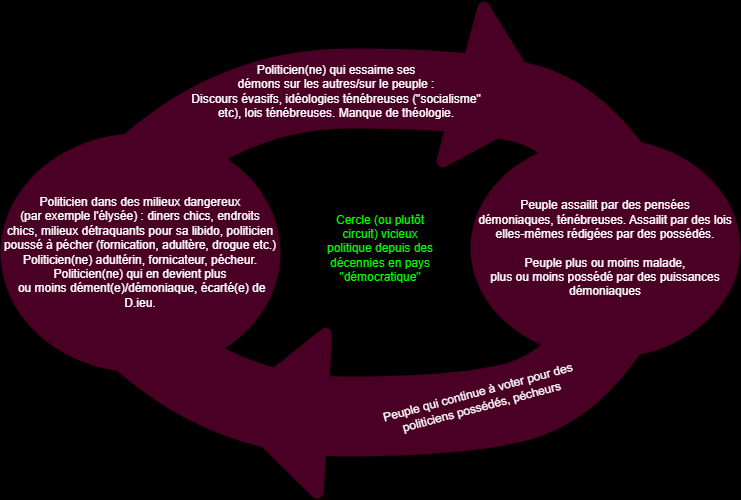 Politicien(ne) qui essaime ses
démons sur les autres/sur le peuple :
Discours évasifs, idéologies ténébreuses ("socialisme"
etc), lois ténébreuses. Manque de théologie.
Politicien dans des milieux dangereux
(par exemple l'élysée) : diners chics, endroits
chics, milieux détraquants pour sa libido, politicien
poussé à pécher (fornication, adultère, drogue etc.)
Politicien(ne) adultérin, fornicateur, pécheur.
Politicien(ne) qui en devient plus
ou moins dément(e)/démoniaque, écarté(e) de
D.ieu.
Cercle (ou plutôt
circuit) vicieux
politique depuis des
décennies en pays
"démocratique"
Peuple assailit par des pensées
démoniaques, ténébreuses. Assailit par des lois
elles-mêmes rédigées par des possédés.
Peuple plus ou moins malade,
plus ou moins possédé par des puissances
démoniaques
Peuple qui continue à voter pour des
politiciens possédés, pécheurs